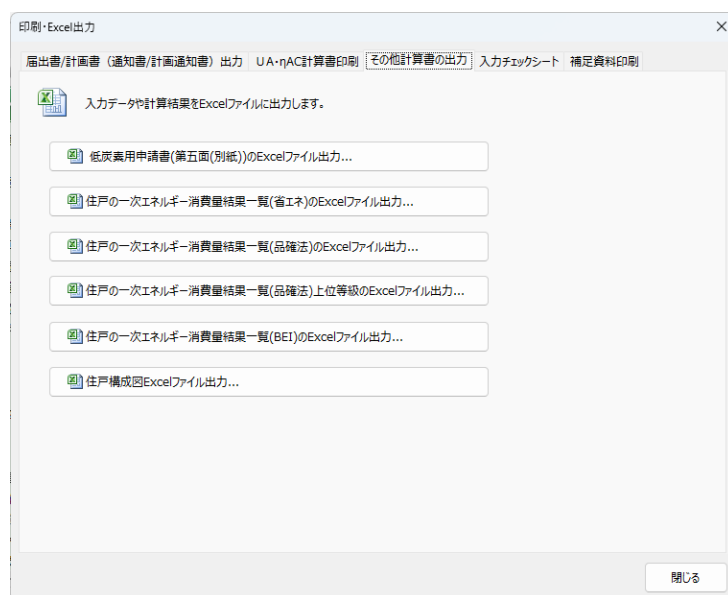 印刷・Excel出力
届出書/計画書（通知書/計画通知書）出力 ＵＡ・ηAC計算書印刷 その他計算書の出力 入力チェックシート 補足資料印刷
入力データや計算結果をExcelファイルに出力します。
低炭素用申請書(第五面(別紙))のExcelファイル出力...
住戸の一次エネルギー消費量結果一覧(省エネ)のExcelファイル出力...
住戸の一次エネルギー消費量結果一覧(品確法)のExcelファイル出力...
住戸の一次エネルギー消費量結果一覧(品確法)上位等級のExcelファイル出力...
住戸の一次エネルギー消費量結果一覧(BEI)のExcelファイル出力...
住戸構成図Excelファイル出力...
閉じる